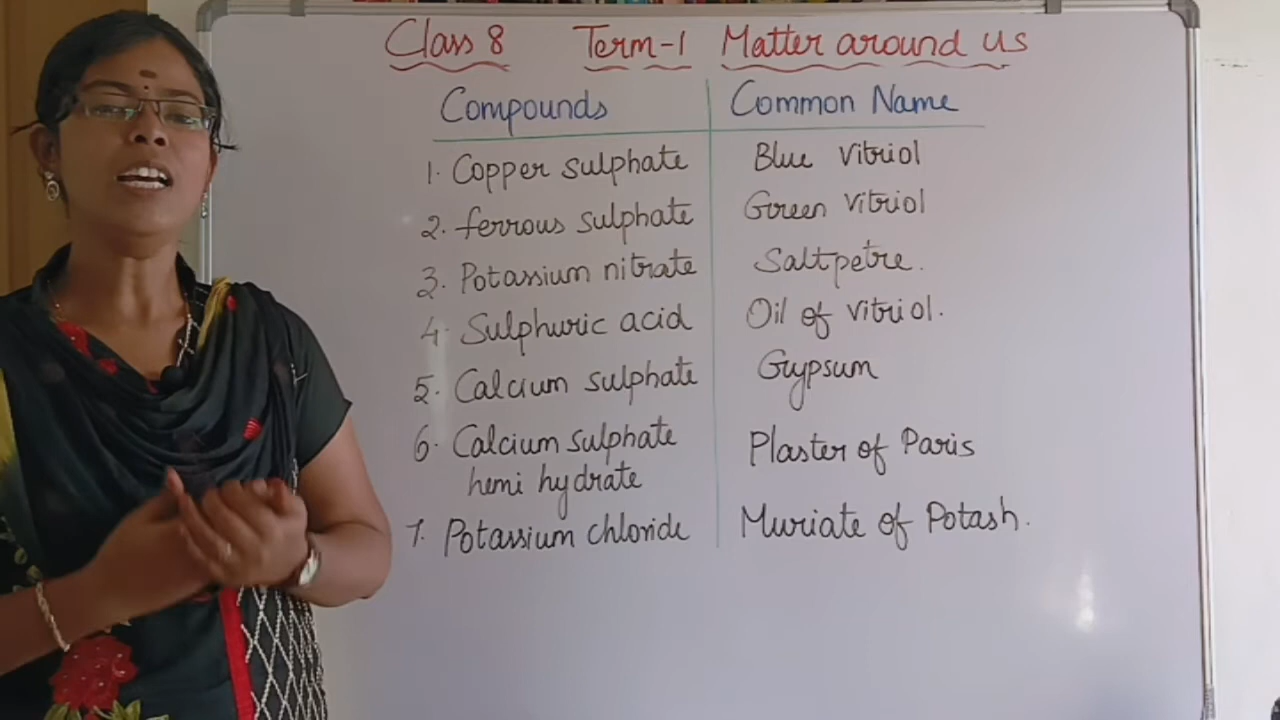 Class 8 Term-1 Matter around us
Compounds Common Name
1. Copper sulphate Blue Vitriol
2. ferrous sulphate Green Vitriol
3. Potassium nitrate Saltpetre.
4. Sulphuric acid Oil of Vitriol.
5. Calcium sulphate Gypsum
6. Calcium sulphate Plaster of Paris
hemi hydrate
7. Potassium chloride Muriate of Potash.